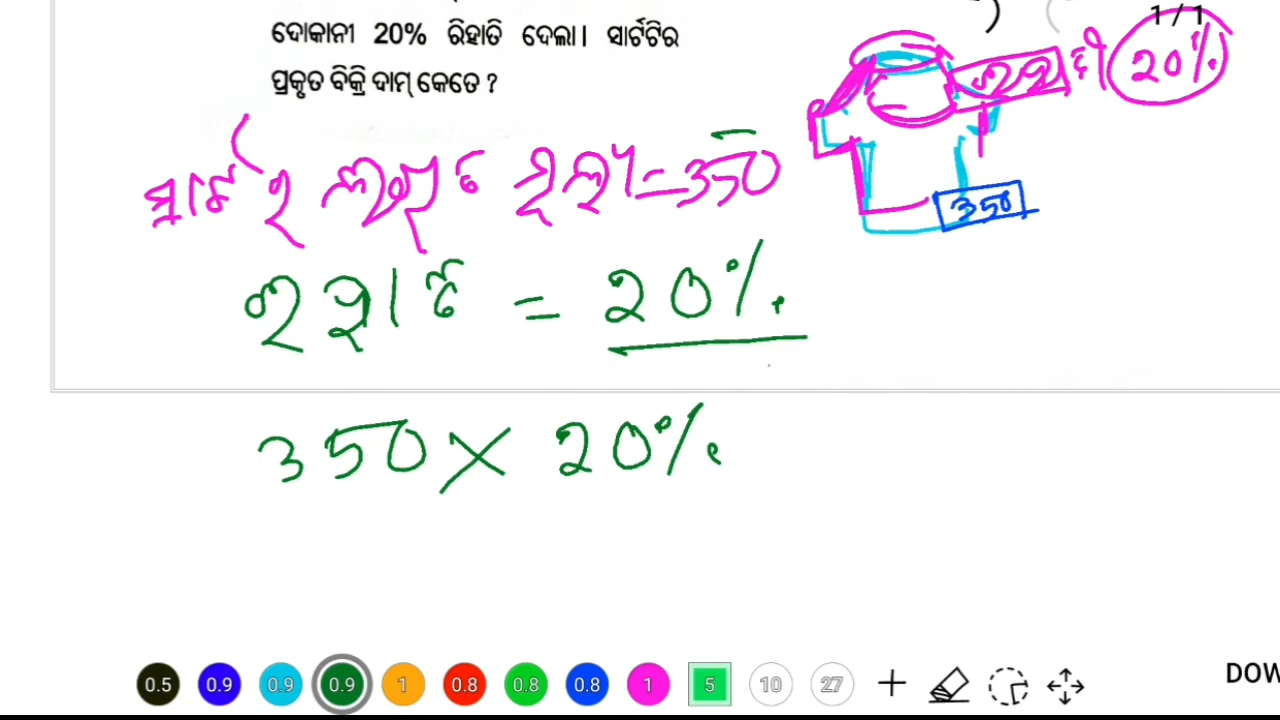 1 / 1
ଦୋକାନୀ 20% ରିହାତି ଦେଲା। ସାର୍ଟଟିର
ପ୍ରକୃତ ବିକ୍ରି ଦାମ୍ କେତେ ?
20%
350
ସାର୍ଟର ଲିଖିତ ମୂଲ୍ୟ = 350
ରିହାତି = 20%
350 × 20%
0.5 0.9 0.9 0.9 1 0.8 0.8 0.8 1 5 10 27
DOW